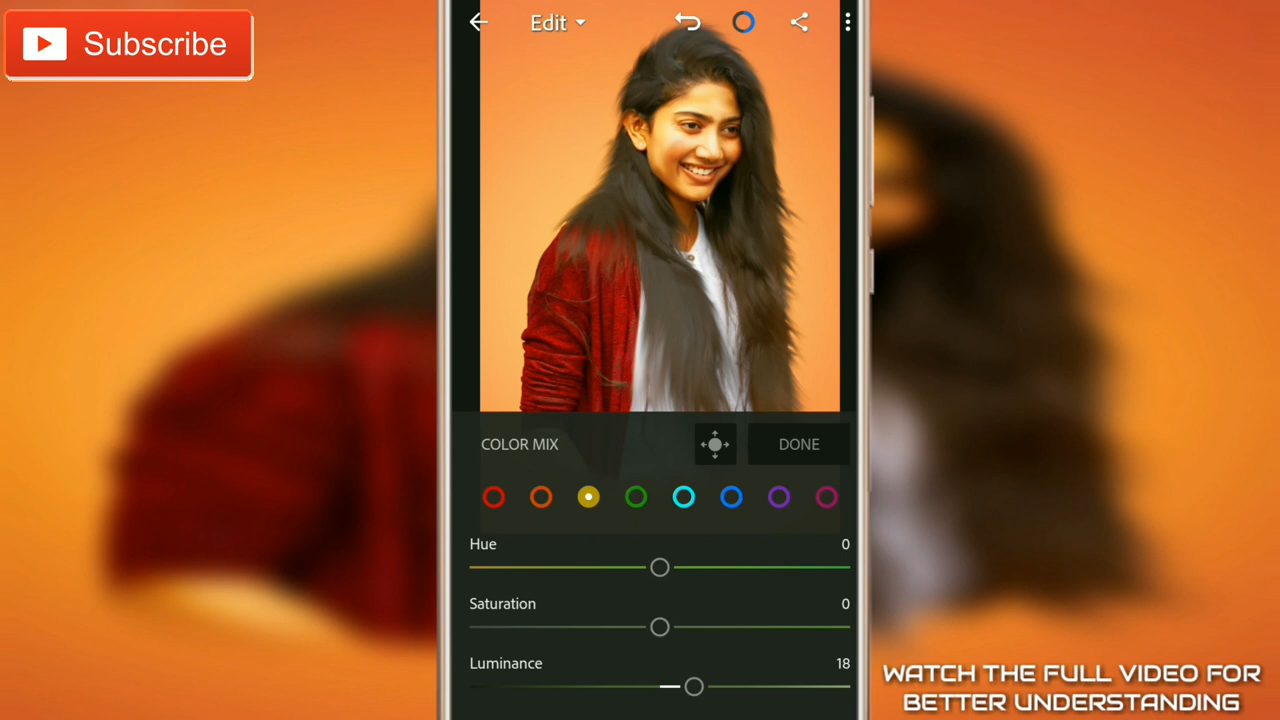 Subscribe
Edit
COLOR MIX
DONE
Hue 0
Saturation 0
Luminance 18
WATCH THE FULL VIDEO FOR
BETTER UNDERSTANDING